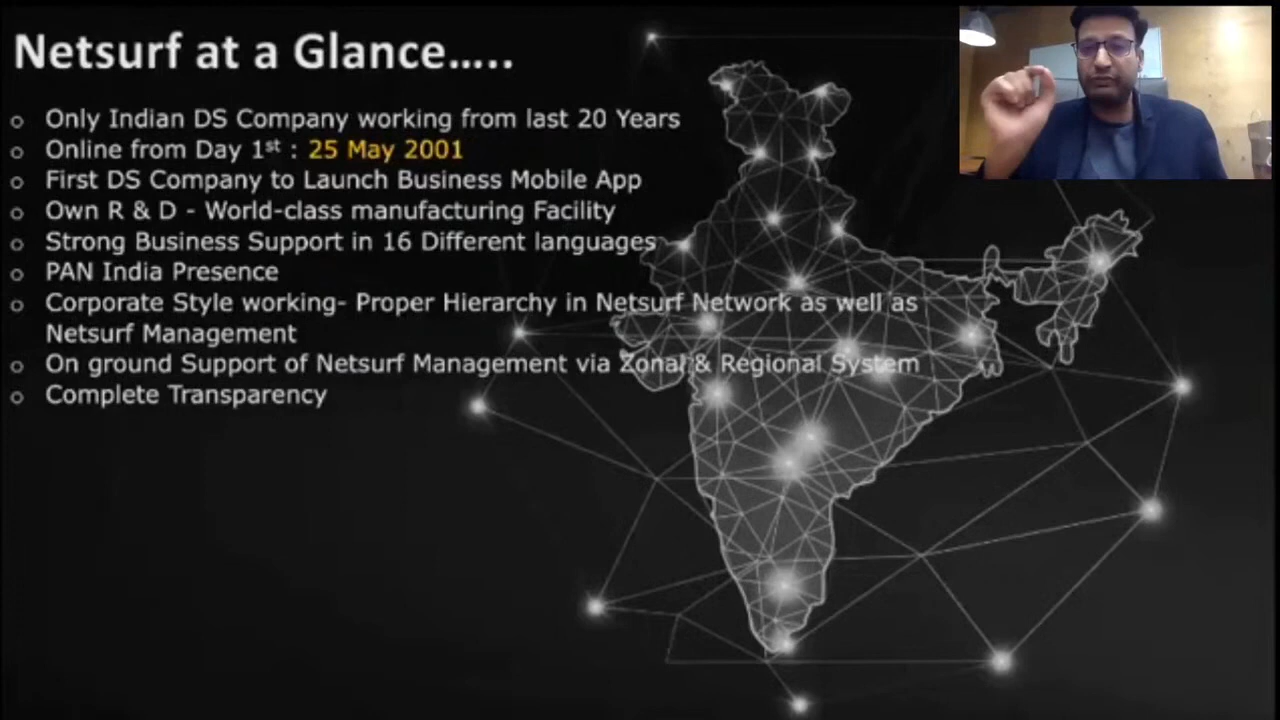 Netsurf at a Glance.....
o Only Indian DS Company working from last 20 Years
o Online from Day 1st : 25 May 2001
o First DS Company to Launch Business Mobile App
o Own R & D - World-class manufacturing Facility
o Strong Business Support in 16 Different languages
o PAN India Presence
o Corporate Style working- Proper Hierarchy in Netsurf Network as well as
Netsurf Management
o On ground Support of Netsurf Management via Zonal & Regional System
o Complete Transparency